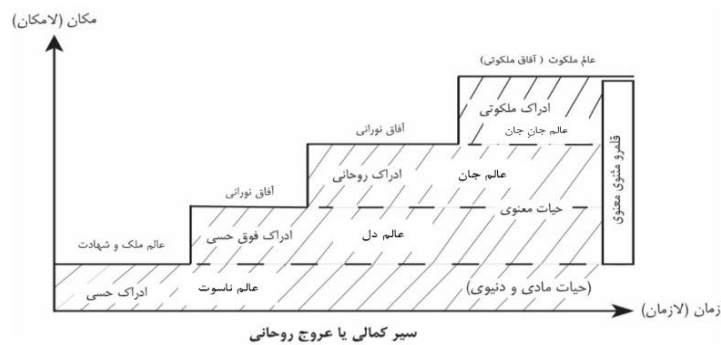 مکان (لامکان)
عالم ملکوت ( آفاق ملکوتی)
ادراک ملکوتی
عالم جانِ جان
آفاق نورانی
ادراک روحانی
عالم جان
قلمرو مثنوی معنوی
آفاق نورانی
حیات معنوی
ادراک فوق حسی
عالم دل
عالم ملک و شهادت
ادراک حسی
عالم ناسوت
(حیات مادی و دنیوی)
زمان (لازمان)
سیر کمالی یا عروج روحانی